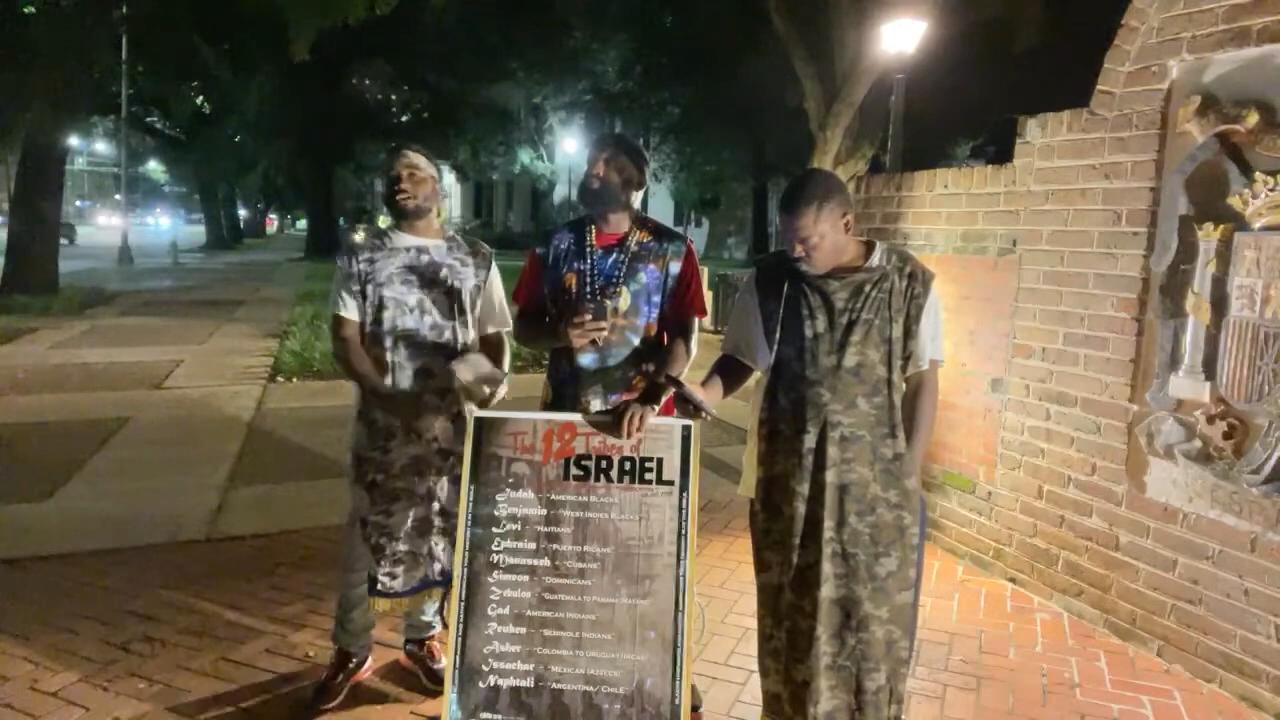 The 12 Tribes of
ISRAEL
Judah - "AMERICAN BLACKS"
Benjamin - "WEST INDIES BLACKS"
Levi - "HAITIANS"
Ephraim - "PUERTO RICANS"
Manasseh - "CUBANS"
Simeon - "DOMINICANS"
Zebulon - "GUATEMALA TO PANAMA (MAYANS)"
Gad - "AMERICAN INDIANS"
Reuben - "SEMINOLE INDIANS"
Asher - "COLOMBIA TO URUGUAY (INCAS)"
Issachar - "MEXICAN (AZTECS)"
Naphtali - "ARGENTINA/ CHILE"